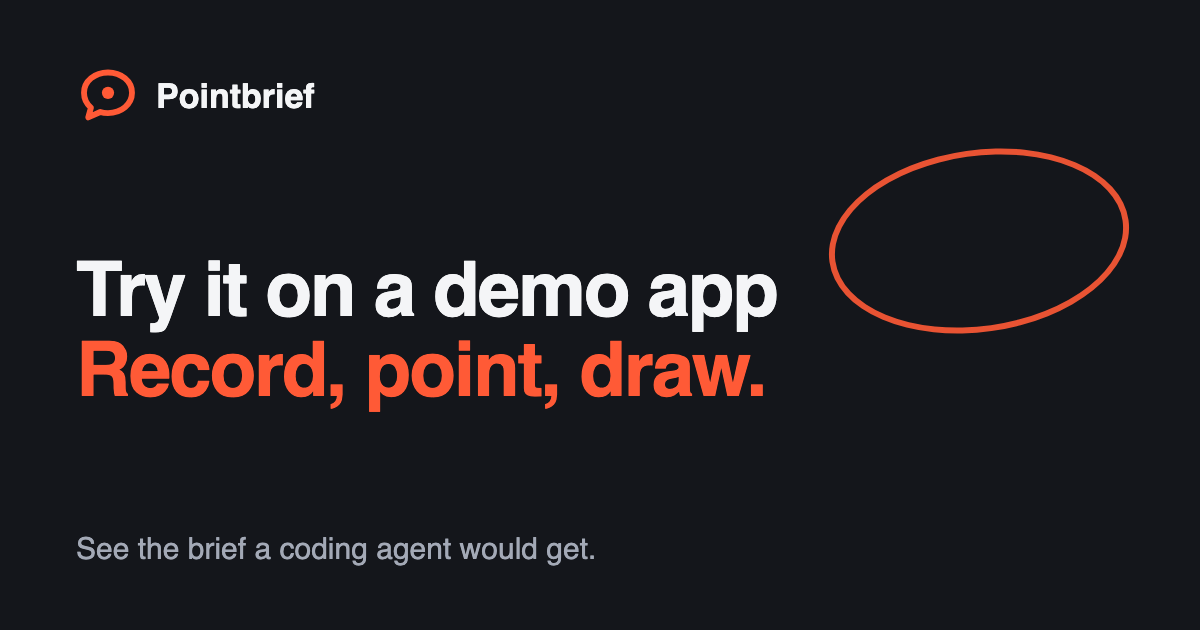 Pointbrief
Try it on a demo app
Record, point, draw.
See the brief a coding agent would get.